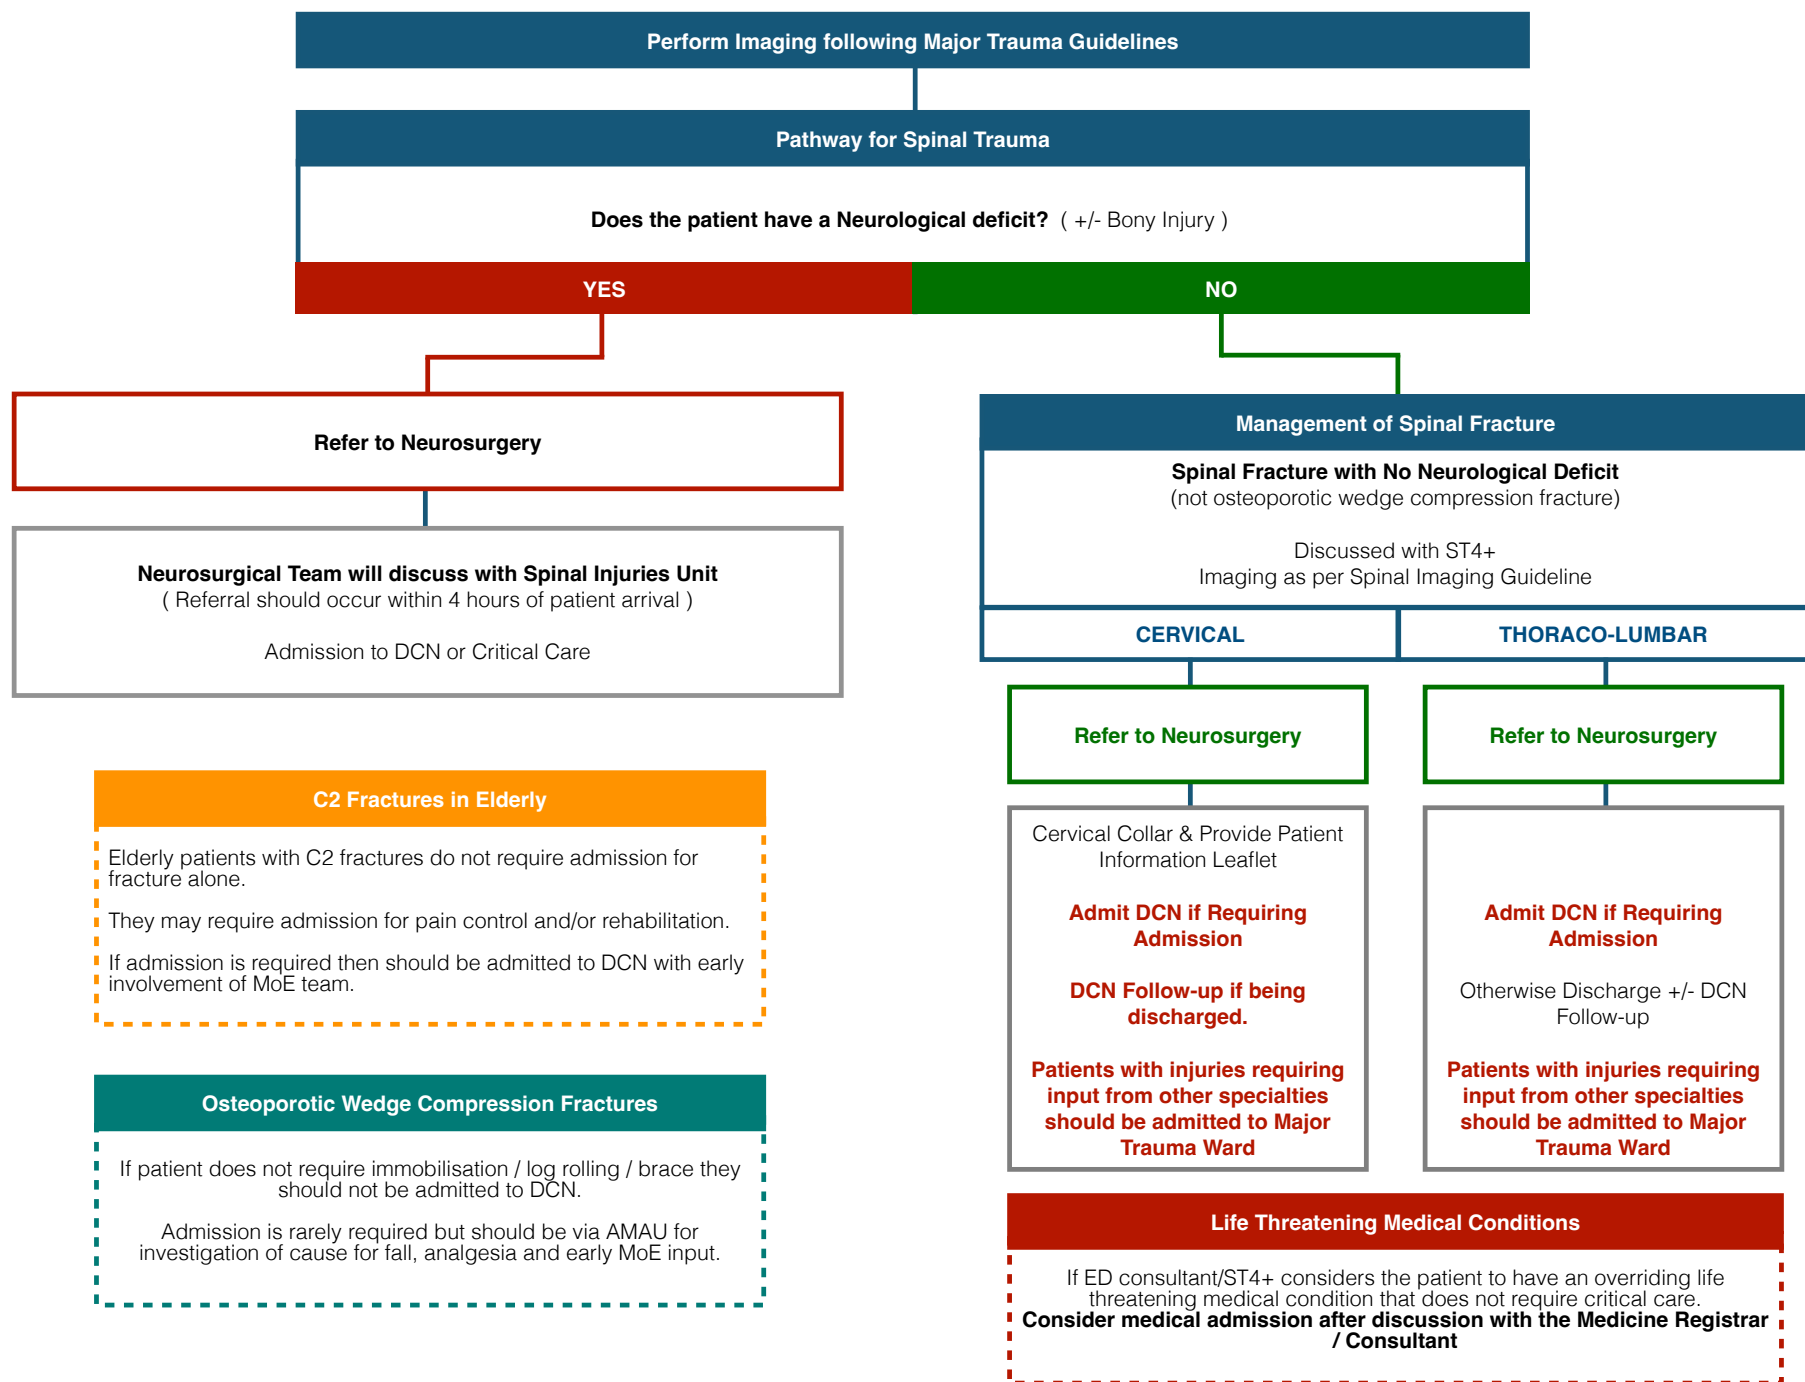 Perform Imaging following Major Trauma Guidelines
Pathway for Spinal Trauma
Does the patient have a Neurological deficit? ( +/- Bony Injury )
YES
NO
Refer to Neurosurgery
Neurosurgical Team will discuss with Spinal Injuries Unit
( Referral should occur within 4 hours of patient arrival )
Admission to DCN or Critical Care
C2 Fractures in Elderly
Elderly patients with C2 fractures do not require admission for
fracture alone.
They may require admission for pain control and/or rehabilitation.
If admission is required then should be admitted to DCN with early
involvement of MoE team.
Osteoporotic Wedge Compression Fractures
If patient does not require immobilisation / log rolling / brace they
should not be admitted to DCN.
Admission is rarely required but should be via AMAU for
investigation of cause for fall, analgesia and early MoE input.
Management of Spinal Fracture
Spinal Fracture with No Neurological Deficit
(not osteoporotic wedge compression fracture)
Discussed with ST4+
Imaging as per Spinal Imaging Guideline
CERVICAL
THORACO-LUMBAR
Refer to Neurosurgery
Cervical Collar & Provide Patient
Information Leaflet
Admit DCN if Requiring
Admission
DCN Follow-up if being
discharged.
Patients with injuries requiring
input from other specialties
should be admitted to Major
Trauma Ward
Refer to Neurosurgery
Admit DCN if Requiring
Admission
Otherwise Discharge +/- DCN
Follow-up
Patients with injuries requiring
input from other specialties
should be admitted to Major
Trauma Ward
Life Threatening Medical Conditions
If ED consultant/ST4+ considers the patient to have an overriding life
threatening medical condition that does not require critical care.
Consider medical admission after discussion with the Medicine Registrar
/ Consultant